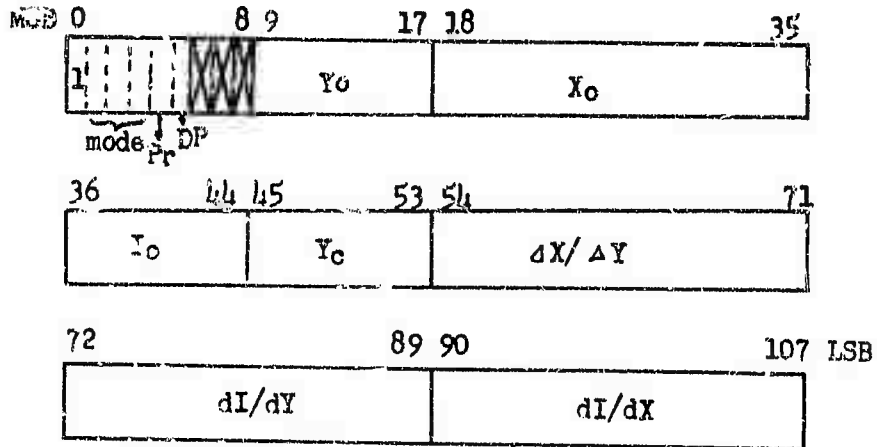 MSB 0 8 9 17 18 35
1 Yo Xo
mode Pr DP
36 44 45 53 54 71
Io Yc ΔX/ΔY
72 89 90 107 LSB
dI/dY dI/dX